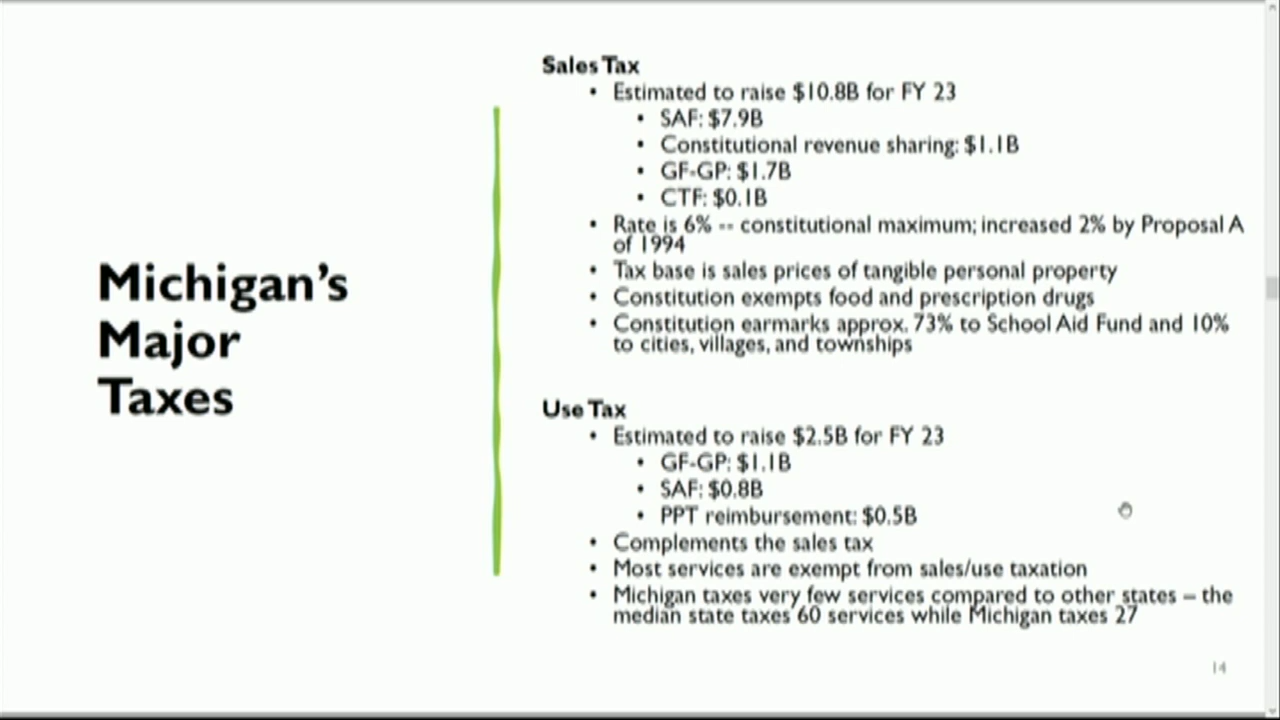 Michigan's
Major
Taxes
Sales Tax
• Estimated to raise $10.8B for FY 23
• SAF: $7.9B
• Constitutional revenue sharing: $1.1B
• GF-GP: $1.7B
• CTF: $0.1B
• Rate is 6% -- constitutional maximum; increased 2% by Proposal A
of 1994
• Tax base is sales prices of tangible personal property
• Constitution exempts food and prescription drugs
• Constitution earmarks approx. 73% to School Aid Fund and 10%
to cities, villages, and townships
Use Tax
• Estimated to raise $2.5B for FY 23
• GF-GP: $1.1B
• SAF: $0.8B
• PPT reimbursement: $0.5B
• Complements the sales tax
• Most services are exempt from sales/use taxation
• Michigan taxes very few services compared to other states – the
median state taxes 60 services while Michigan taxes 27
14